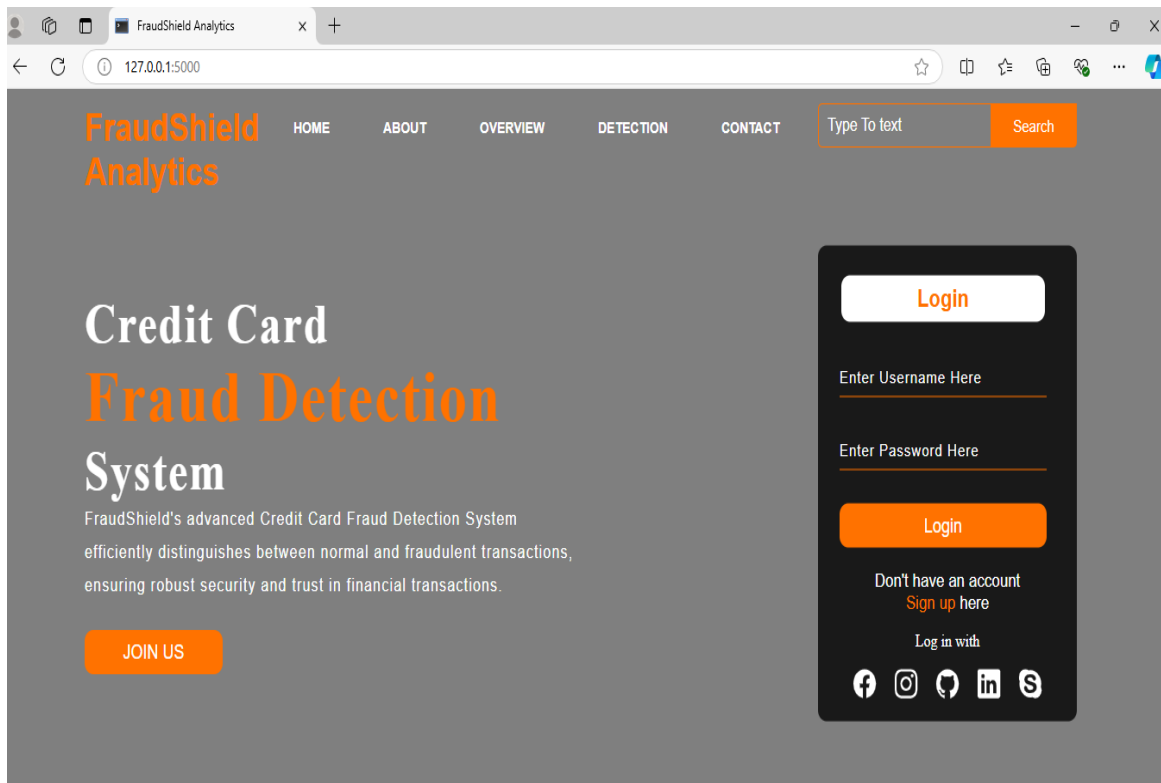 FraudShield Analytics
127.0.0.1:5000
FraudShield
Analytics
HOME ABOUT OVERVIEW DETECTION CONTACT
Type To text Search
Credit Card
Fraud Detection
System
FraudShield's advanced Credit Card Fraud Detection System
efficiently distinguishes between normal and fraudulent transactions,
ensuring robust security and trust in financial transactions.
JOIN US
Login
Enter Username Here
Enter Password Here
Login
Don't have an account
Sign up here
Log in with